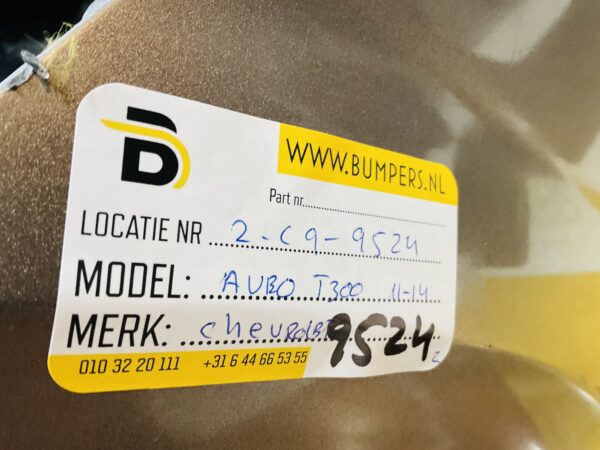 B
WWW.BUMPERS.NL
Part nr
LOCATIE NR 2-C9-9524
MODEL: AVEO T300 11-14
MERK: Chevrolet 9524 2
010 32 20 111 +31 6 44 66 53 55